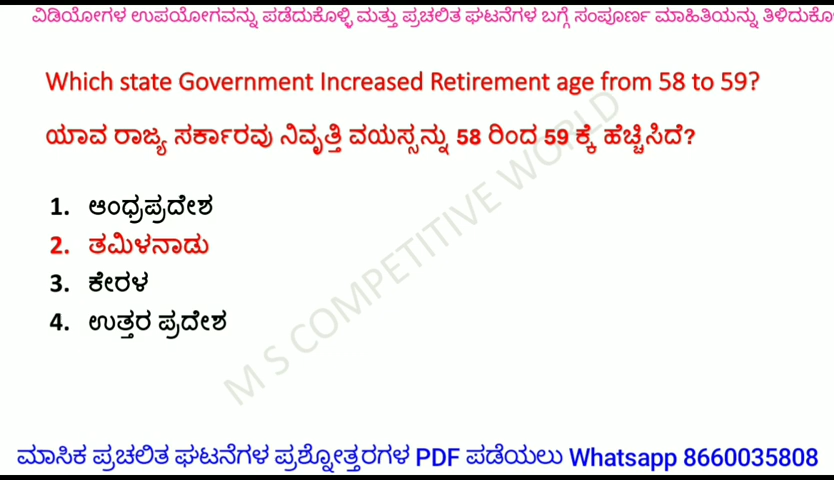 ವಿಡಿಯೋಗಳ ಉಪಯೋಗವನ್ನು ಪಡೆದುಕೊಳ್ಳಿ ಮತ್ತು ಪ್ರಚಲಿತ ಘಟನೆಗಳ ಬಗ್ಗೆ ಸಂಪೂರ್ಣ ಮಾಹಿತಿಯನ್ನು
Which state Government Increased Retirement age from 58 to 59?
ಯಾವ ರಾಜ್ಯ ಸರ್ಕಾರವು ನಿವೃತ್ತಿ ವಯಸ್ಸನ್ನು 58 ರಿಂದ 59 ಕ್ಕೆ ಹೆಚ್ಚಿಸಿದೆ?
1. ಆಂಧ್ರಪ್ರದೇಶ
2. ತಮಿಳನಾಡು
3. ಕೇರಳ
4. ಉತ್ತರ ಪ್ರದೇಶ
M S COMPETITIVE WORLD
ಮಾಸಿಕ ಪ್ರಚಲಿತ ಘಟನೆಗಳ ಪ್ರಶ್ನೋತ್ತರಗಳ PDF ಪಡೆಯಲು Whatsapp 8660035808